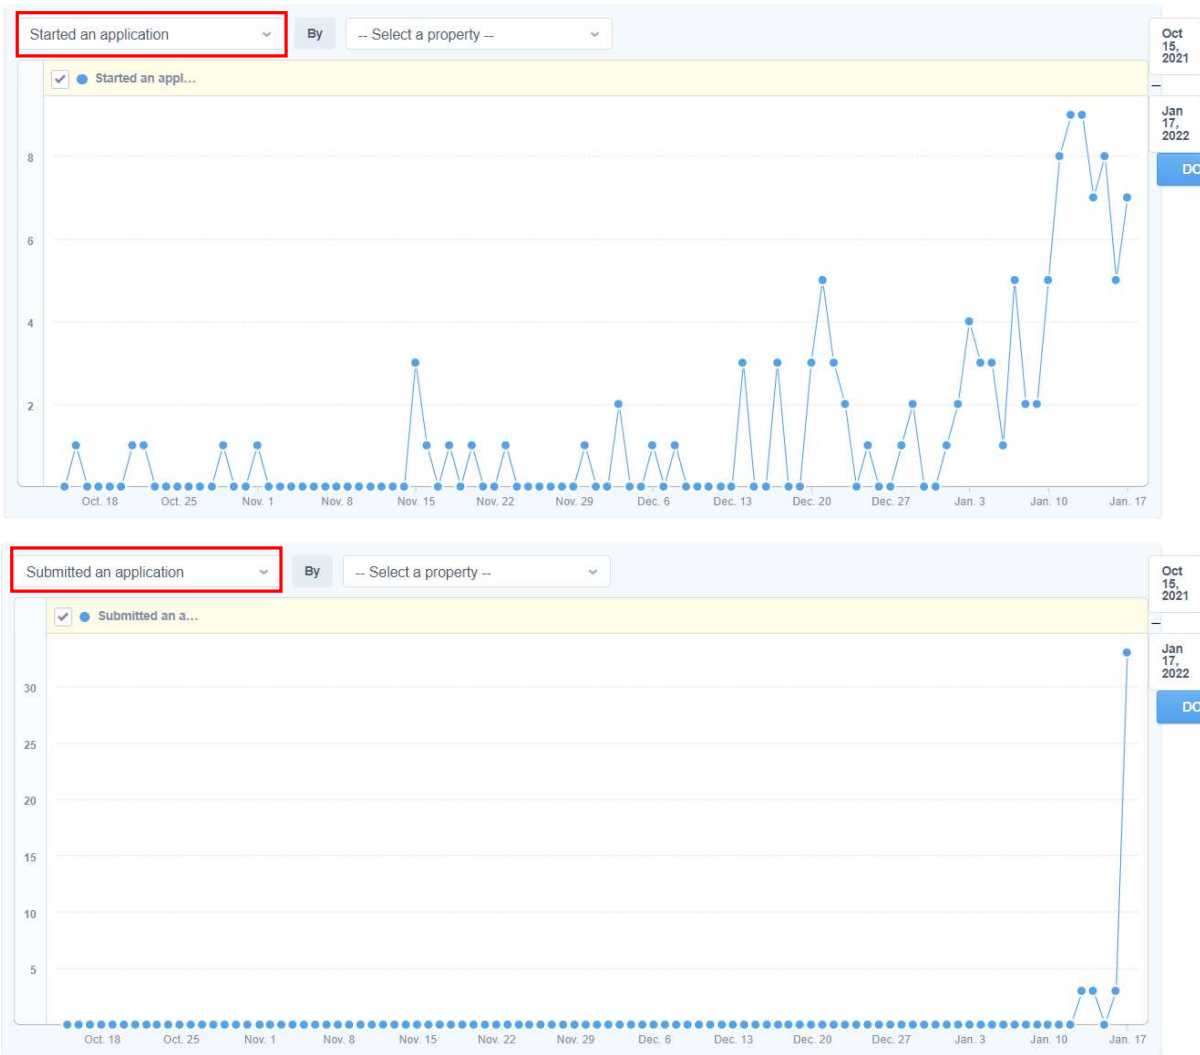 Started an application By -- Select a property --
Oct
15,
2021
Started an appl...
–
Jan
17,
2022
8
6
4
2
Oct. 18 Oct. 25 Nov. 1 Nov. 8 Nov. 15 Nov. 22 Nov. 29 Dec. 6 Dec. 13 Dec. 20 Dec. 27 Jan. 3 Jan. 10 Jan. 17
DO
Submitted an application By -- Select a property --
Oct
15,
2021
Submitted an a...
–
Jan
17,
2022
DO
30
25
20
15
10
5
Oct. 18 Oct. 25 Nov. 1 Nov. 8 Nov. 15 Nov. 22 Nov. 29 Dec. 6 Dec. 13 Dec. 20 Dec. 27 Jan. 3 Jan. 10 Jan. 17